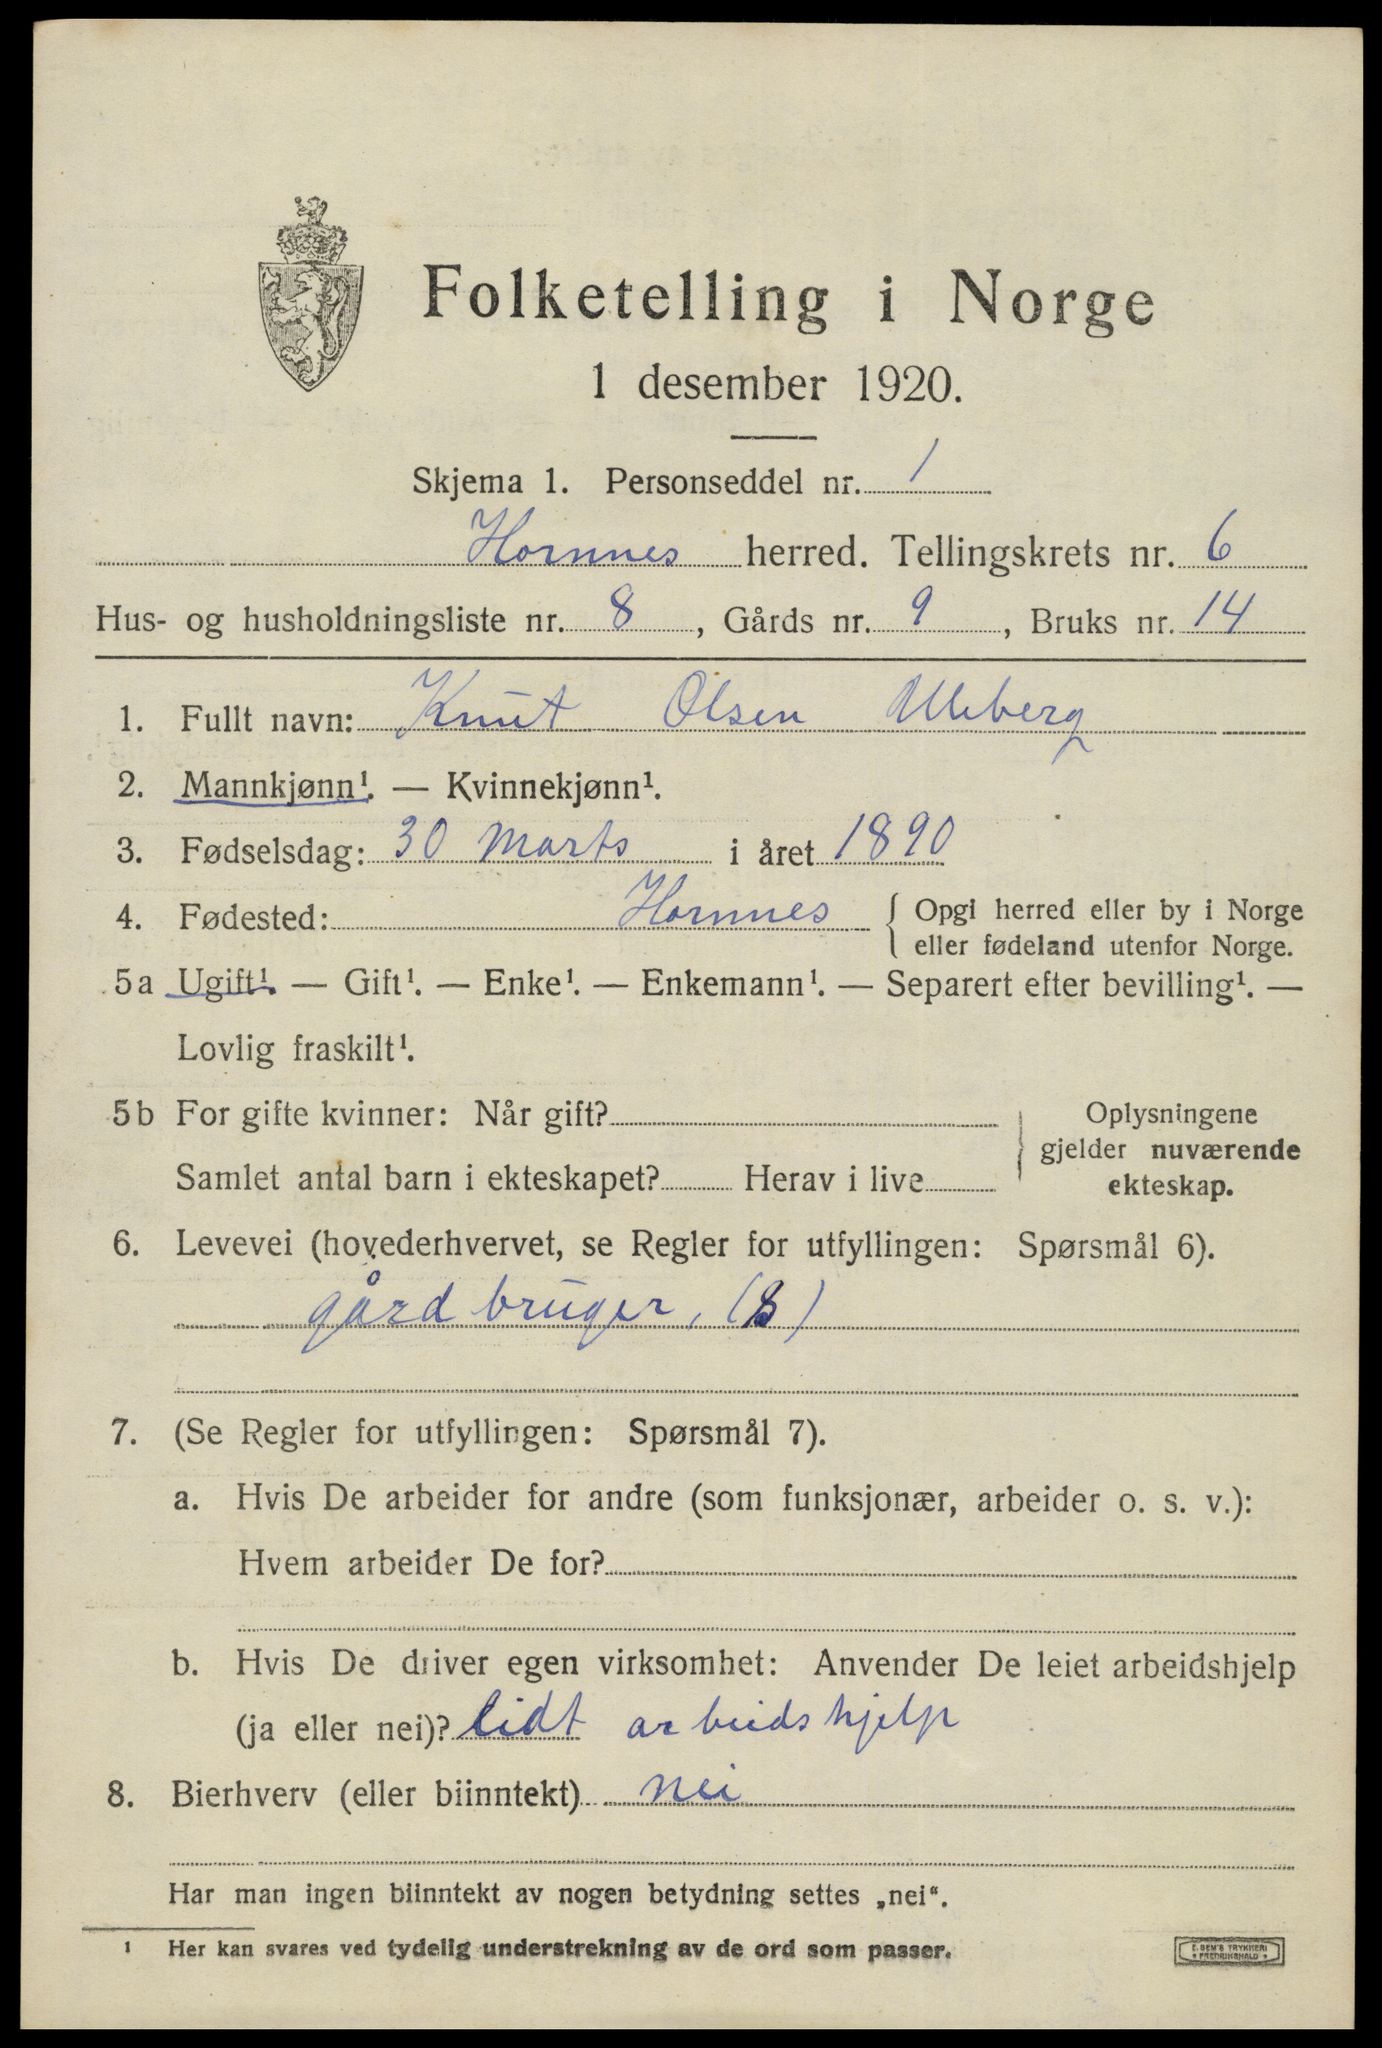 Folketelling i Norge
1 desember 1920.
Skjema 1. Personseddel nr. 1
Hornnes herred. Tellingskrets nr. 6
Hus- og husholdningsliste nr. 8, Gårds nr. 9, Bruks nr. 14
1. Fullt navn: Knut Olsen Uleberg
2. Mannkjønn¹. — Kvinnekjønn¹.
3. Fødselsdag: 30 marts i året 1890
4. Fødested: Hornnes { Opgi herred eller by i Norge
eller fødeland utenfor Norge.
5a Ugift¹. — Gift¹. — Enke¹. — Enkemann¹. — Separert efter bevilling¹. —
Lovlig fraskilt¹.
5b For gifte kvinner: Når gift? Oplysningene
gjelder nuværende
Samlet antal barn i ekteskapet? Herav i live ekteskap.
6. Levevei (hovederhvervet, se Regler for utfyllingen: Spørsmål 6).
gård bruger, (S)
7. (Se Regler for utfyllingen: Spørsmål 7).
a. Hvis De arbeider for andre (som funksjonær, arbeider o. s. v.):
Hvem arbeider De for?
b. Hvis De driver egen virksomhet: Anvender De leiet arbeidshjelp
(ja eller nei)? lidt arbeidshjelp
8. Bierhverv (eller biinntekt) nei
Har man ingen biinntekt av nogen betydning settes „nei“.
¹ Her kan svares ved tydelig understrekning av de ord som passer.
E. SEM'S TRYKKERI
• FREDRIKSHALD •